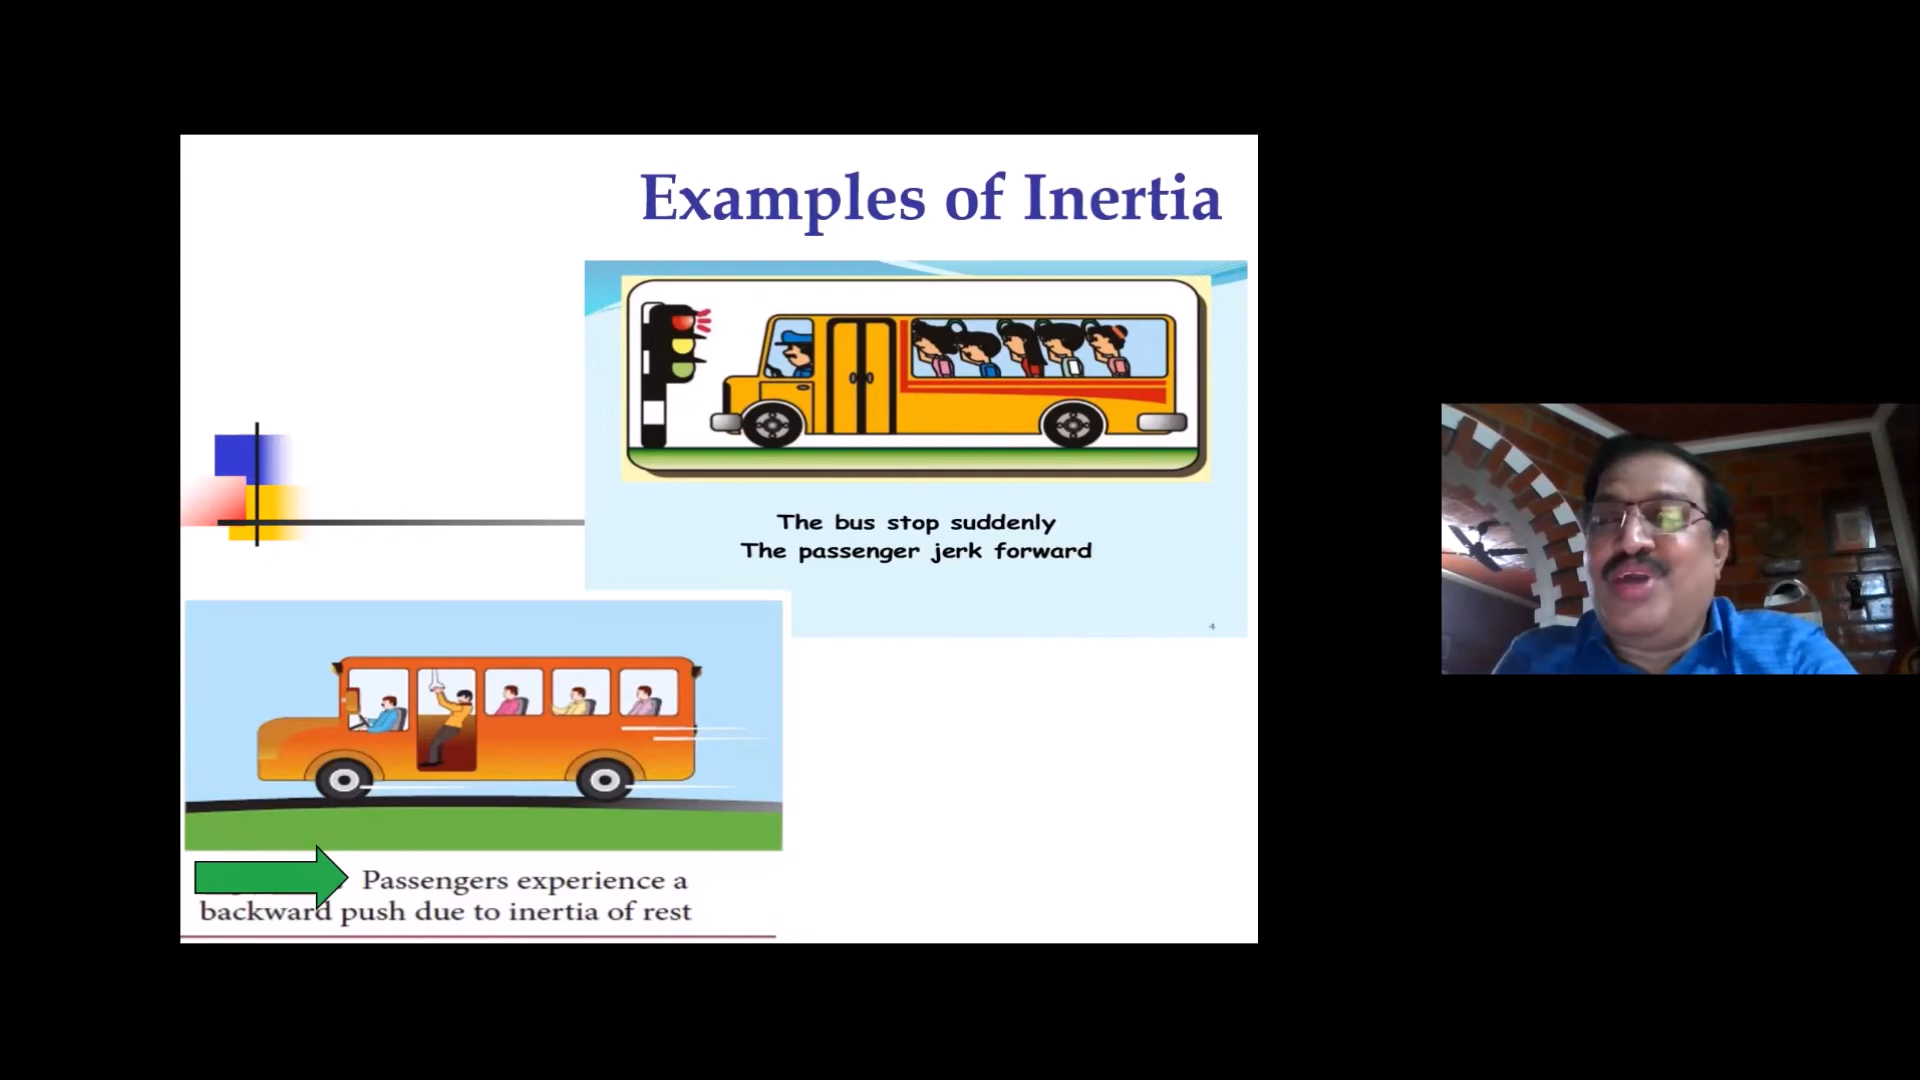 Examples of Inertia
The bus stop suddenly
The passenger jerk forward
4
Passengers experience a
backward push due to inertia of rest